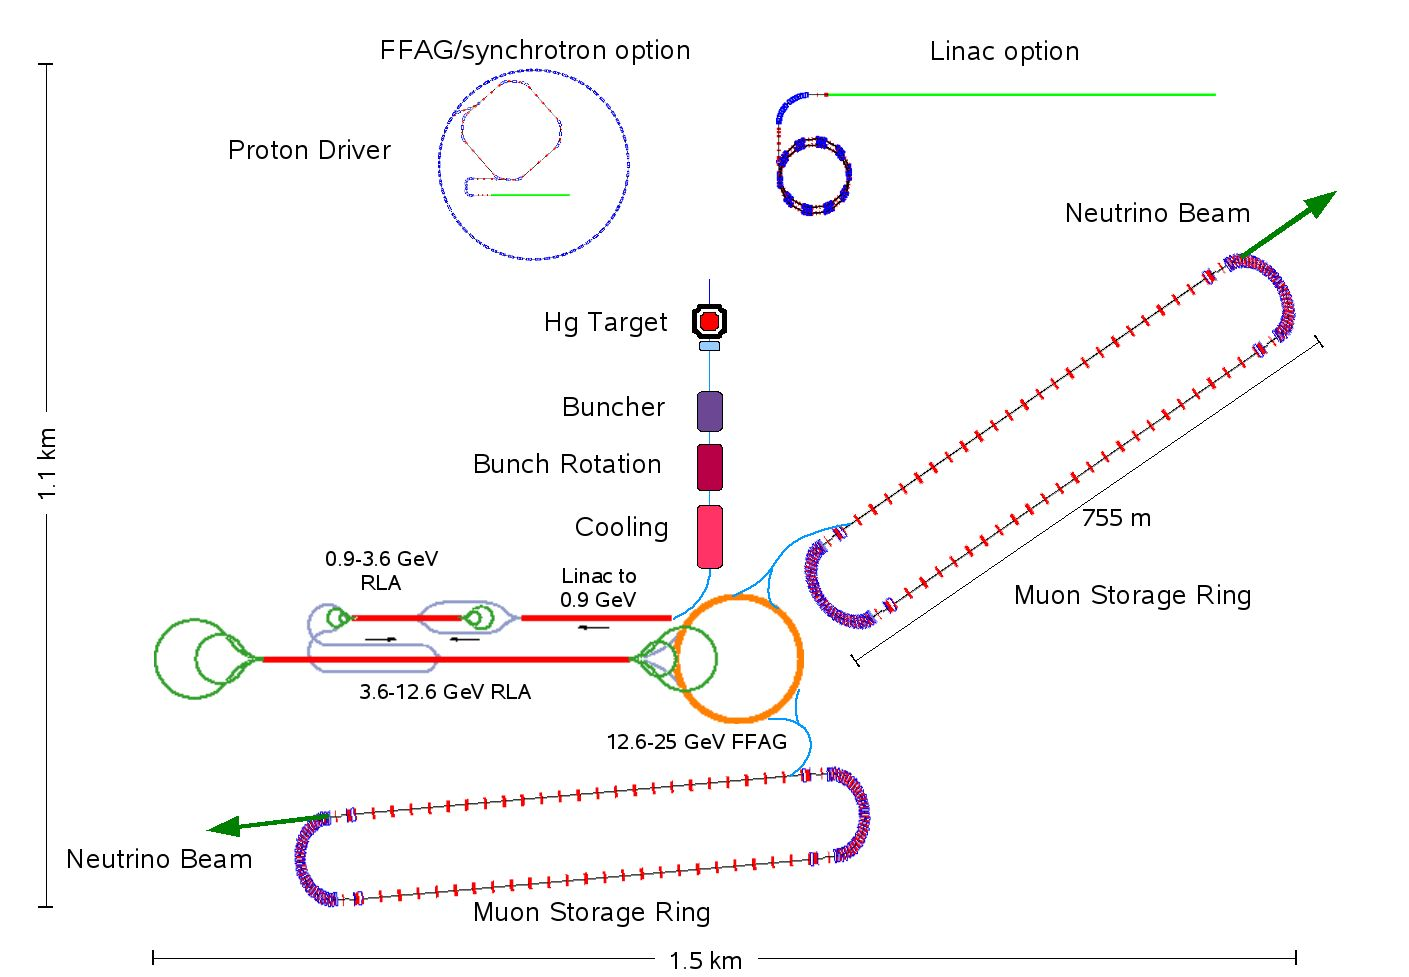 FFAG/synchrotron option
Linac option
Proton Driver
Neutrino Beam
Hg Target
Buncher
Bunch Rotation
Cooling
1.1 km
755 m
0.9-3.6 GeV
RLA
Linac to
0.9 GeV
Muon Storage Ring
3.6-12.6 GeV RLA
12.6-25 GeV FFAG
Neutrino Beam
Muon Storage Ring
1.5 km